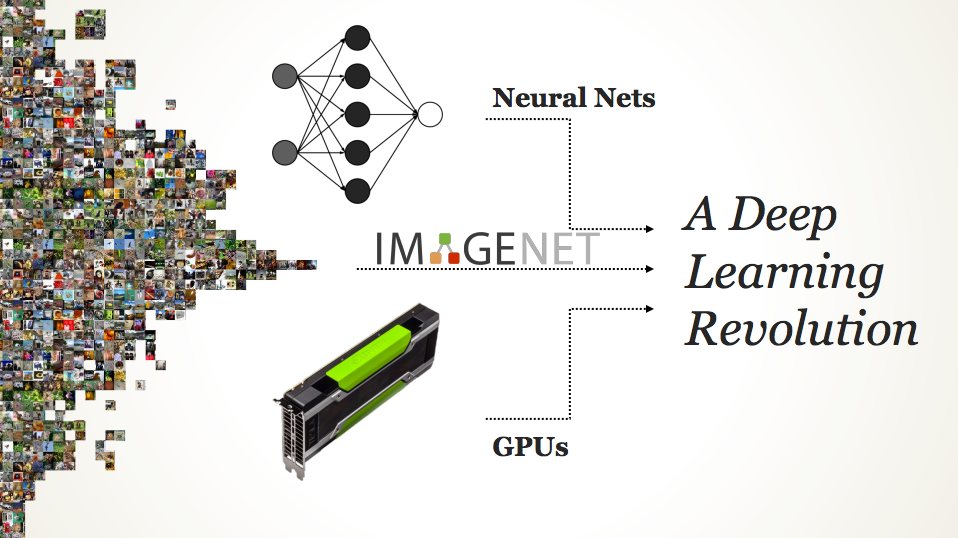 Neural Nets
IMAGENET
A Deep
Learning
Revolution
GPUs